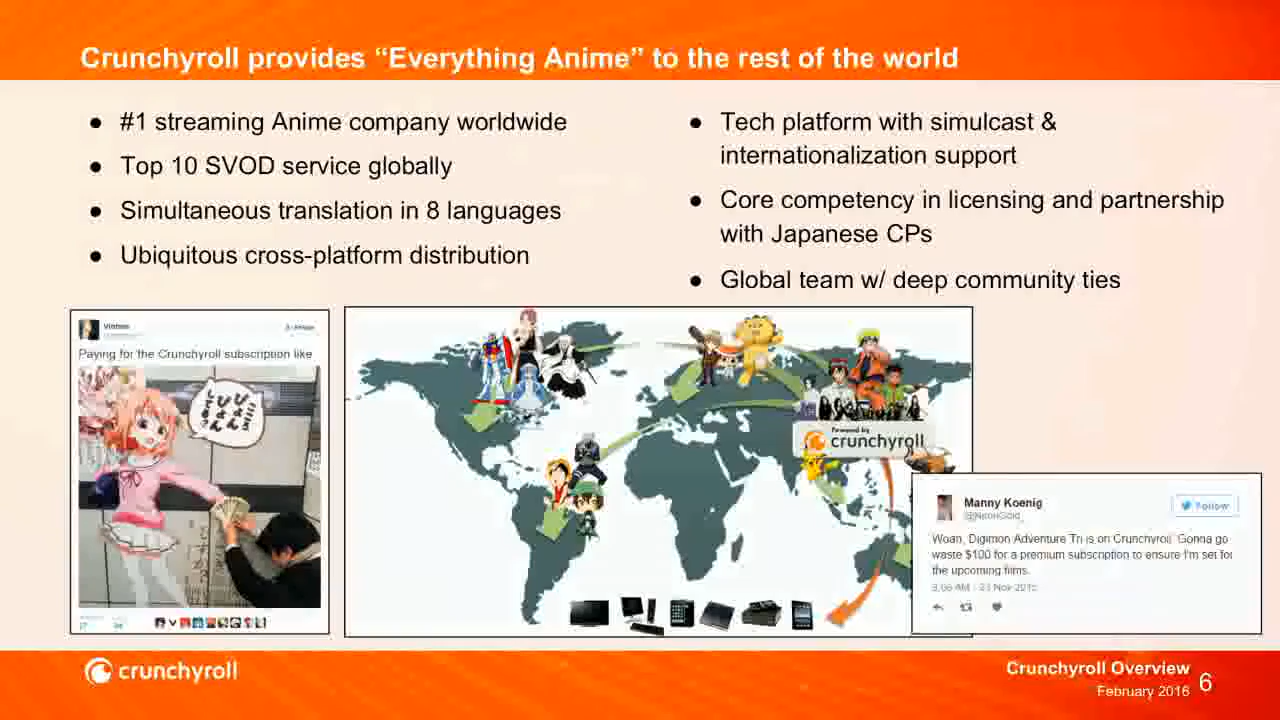 Crunchyroll provides “Everything Anime” to the rest of the world
● #1 streaming Anime company worldwide
● Top 10 SVOD service globally
● Simultaneous translation in 8 languages
● Ubiquitous cross-platform distribution
● Tech platform with simulcast &
internationalization support
● Core competency in licensing and partnership
with Japanese CPs
● Global team w/ deep community ties
Paying for the Crunchyroll subscription like
Powered by
crunchyroll
Manny Koenig
Follow
Woah, Digimon Adventure Tri is on Crunchyroll. Gonna go
waste $100 for a premium subscription to ensure I'm set for
the upcoming films.
crunchyroll
Crunchyroll Overview
February 2016
6